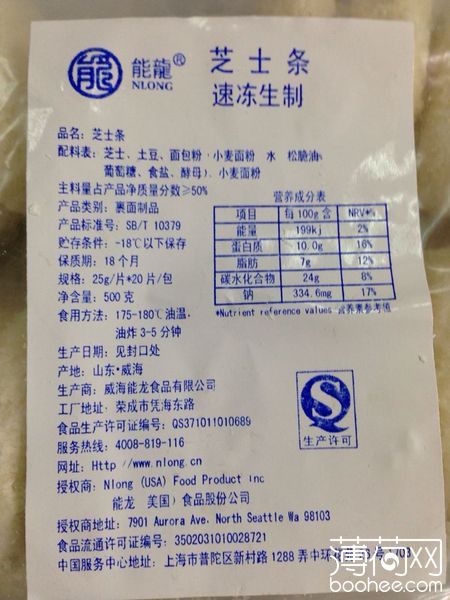 能 能龍® 芝士条
NLONG 速冻生制
品名：芝士条
配料表：芝士、土豆、面包粉（小麦面粉 水 松脆油、
葡萄糖、食盐、酵母）、小麦面粉
主料量占产品净质量分数≥50%
产品类别：裹面制品
产品标准号：SB/T 10379
贮存条件：-18℃以下保存
保质期：18个月
规格：25g/片*20片/包
净含量：500克
营养成分表
项目 每100g含 NRV*%
能量 199kj 2%
蛋白质 10.0g 16%
脂肪 7g 12%
碳水化合物 24g 8%
钠 334.6mg 17%
*Nutrient reference values 营养素参考值
食用方法：175-180℃油温，
油炸3-5分钟
生产日期：见封口处
产地：山东·威海
生产商：威海能龙食品有限公司
工厂地址：荣成市凭海东路
食品生产许可证编号：QS371011010689
服务热线：4008-819-116
网址：Http //www.nlong.cn
授权商：Nlong (USA) Food Product Inc
能龙 美国）食品股份公司
授权商地址：7901 Aurora Ave. North Seattle Wa 98103
食品流通许可证编号：3502031010028721
中国服务中心地址：上海市普陀区新村路1288弄中环
生产许可
薄荷网
boohee.com